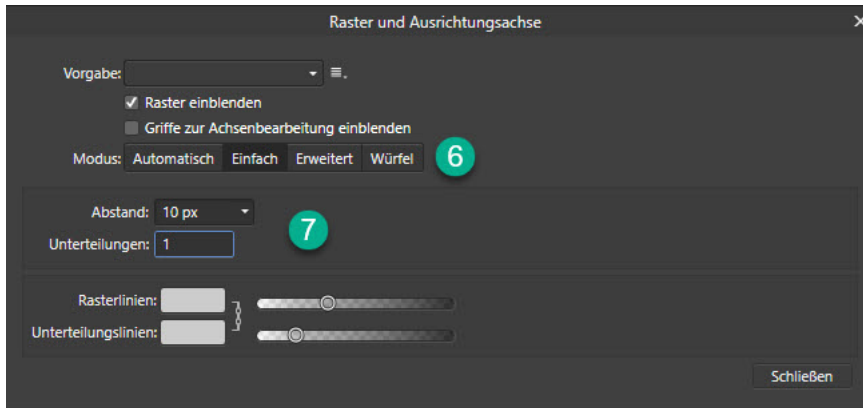 Raster und Ausrichtungsachse
Vorgabe:
Raster einblenden
Griffe zur Achsenbearbeitung einblenden
Modus: Automatisch Einfach Erweitert Würfel 6
Abstand: 10 px
7
Unterteilungen: 1
Rasterlinien:
Unterteilungslinien:
Schließen